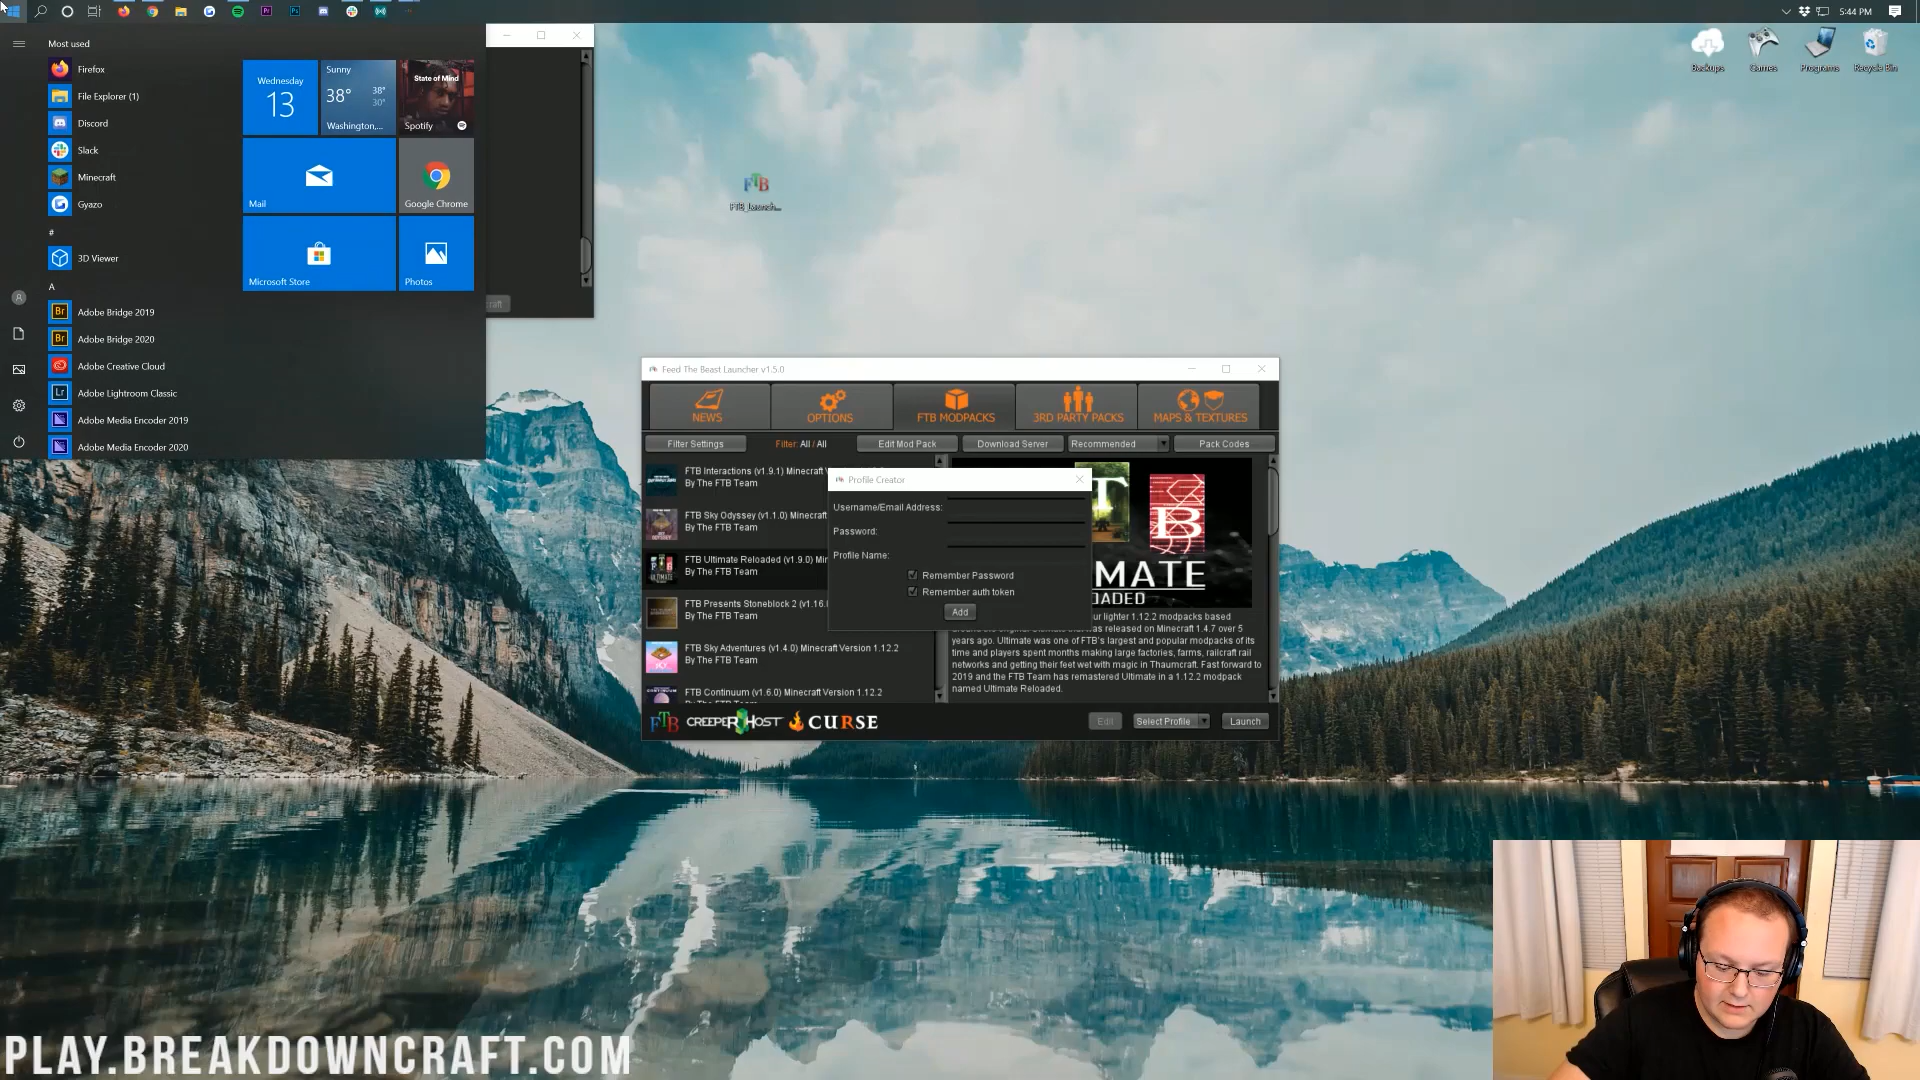 5:44 PM
Most used
Firefox
File Explorer (1)
Discord
Slack
Minecraft
Gyazo
#
3D Viewer
A
Adobe Bridge 2019
Adobe Bridge 2020
Adobe Creative Cloud
Adobe Lightroom Classic
Adobe Media Encoder 2019
Adobe Media Encoder 2020
Wednesday
13
Sunny
38°
38°
30°
Washington,...
State of Mind
Spotify
Mail
Google Chrome
Microsoft Store
Photos
Backups
Games
Programs
Recycle Bin
FTB
FTB_Launch...
Feed The Beast Launcher v1.5.0
NEWS
OPTIONS
FTB MODPACKS
3RD PARTY PACKS
MAPS & TEXTURES
Filter Settings
Filter: All / All
Edit Mod Pack
Download Server
Recommended
Pack Codes
FTB Interactions (v1.9.1) Minecraft
By The FTB Team
FTB Sky Odyssey (v1.1.0) Minecraft
By The FTB Team
FTB Ultimate Reloaded (v1.9.0) Mi
By The FTB Team
FTB Presents Stoneblock 2 (v1.16.
By The FTB Team
FTB Sky Adventures (v1.4.0) Minecraft Version 1.12.2
By The FTB Team
FTB Continuum (v1.6.0) Minecraft Version 1.12.2
By The FTB Team
Profile Creator
Username/Email Address:
Password:
Profile Name:
Remember Password
Remember auth token
Add
T B
MATE
OADED
ur lighter 1.12.2 modpacks based
was released on Minecraft 1.4.7 over 5
years ago. Ultimate was one of FTB's largest and popular modpacks of its
time and players spent months making large factories, farms, railcraft rail
networks and getting their feet wet with magic in Thaumcraft. Fast forward to
2019 and the FTB Team has remastered Ultimate in a 1.12.2 modpack
named Ultimate Reloaded.
FTB CREEPERHOST CURSE
Edit
Select Profile
Launch
PLAY.BREAKDOWNCRAFT.COM